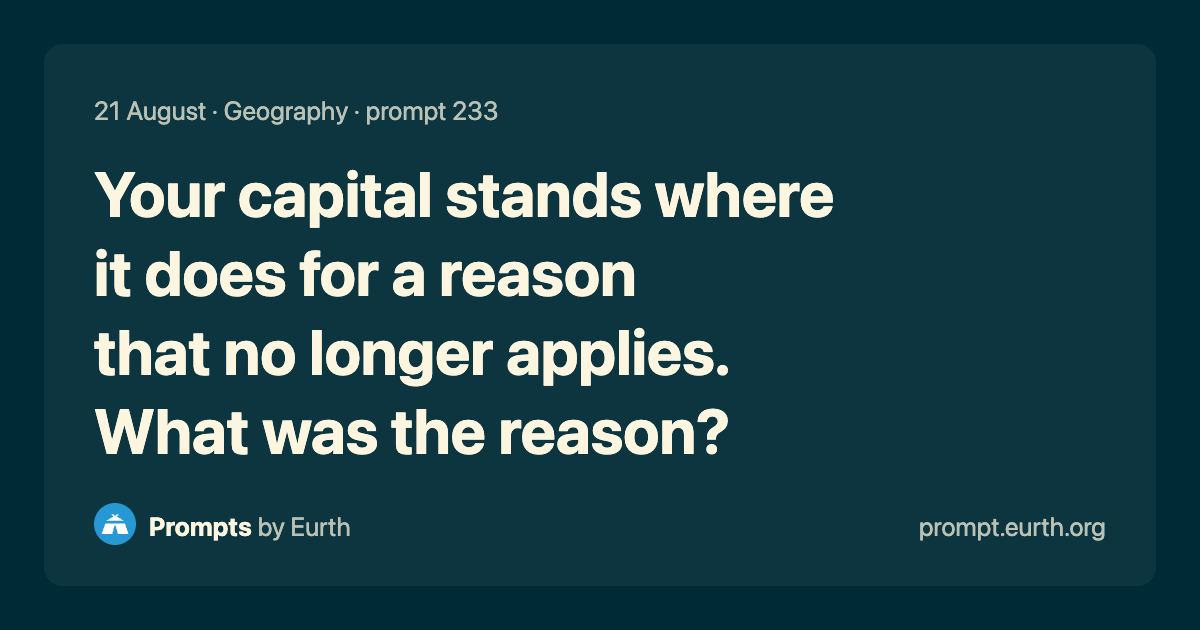 21 August · Geography · prompt 233
Your capital stands where
it does for a reason
that no longer applies.
What was the reason?
Prompts by Eurth
prompt.eurth.org